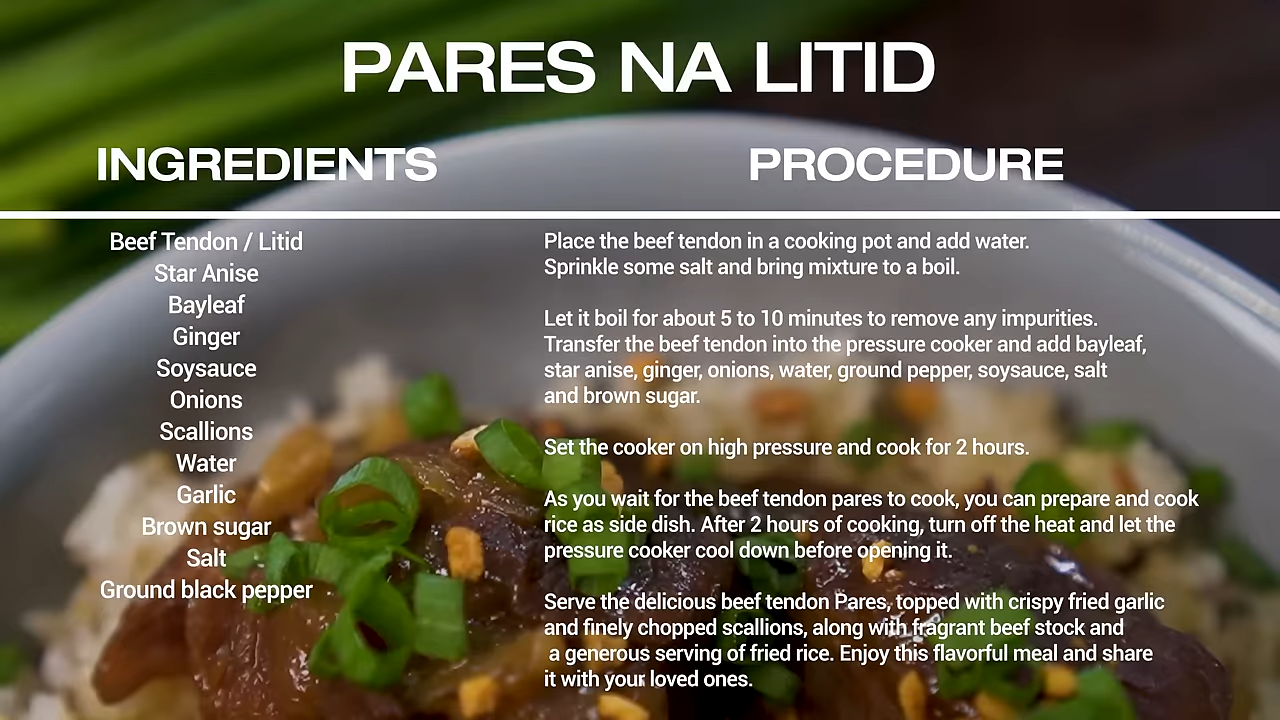 PARES NA LITID
INGREDIENTS
Beef Tendon / Litid
Star Anise
Bayleaf
Ginger
Soysauce
Onions
Scallions
Water
Garlic
Brown sugar
Salt
Ground black pepper
PROCEDURE
Place the beef tendon in a cooking pot and add water.
Sprinkle some salt and bring mixture to a boil.
Let it boil for about 5 to 10 minutes to remove any impurities.
Transfer the beef tendon into the pressure cooker and add bayleaf,
star anise, ginger, onions, water, ground pepper, soysauce, salt
and brown sugar.
Set the cooker on high pressure and cook for 2 hours.
As you wait for the beef tendon pares to cook, you can prepare and cook
rice as side dish. After 2 hours of cooking, turn off the heat and let the
pressure cooker cool down before opening it.
Serve the delicious beef tendon Pares, topped with crispy fried garlic
and finely chopped scallions, along with fragrant beef stock and
a generous serving of fried rice. Enjoy this flavorful meal and share
it with your loved ones.